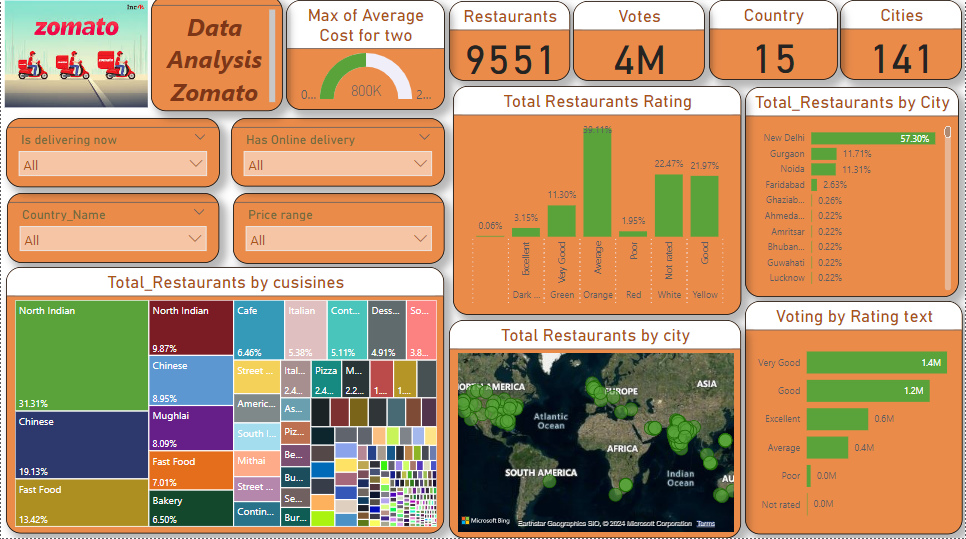 Inc42
zomato
Data
Analysis
Zomato
Max of Average
Cost for two
0...
800K
2...
Restaurants
9551
Votes
4M
Country
15
Cities
141
Is delivering now
All
Has Online delivery
All
Country_Name
All
Price range
All
Total Restaurants Rating
0.06%
3.15%
11.30%
39.11%
1.95%
22.47%
21.97%
Excellent
Very Good
Average
Poor
Not rated
Good
Dark ...
Green
Orange
Red
White
Yellow
Total_Restaurants by City
New Delhi 57.30%
Gurgaon 11.71%
Noida 11.31%
Faridabad 2.63%
Ghaziab... 0.26%
Ahmeda... 0.22%
Amritsar 0.22%
Bhuban... 0.22%
Guwahati 0.22%
Lucknow 0.22%
Total_Restaurants by cusisines
North Indian
31.31%
Chinese
19.13%
Fast Food
13.42%
North Indian
9.87%
Chinese
8.95%
Mughlai
8.09%
Fast Food
7.01%
Bakery
6.50%
Cafe
6.46%
Italian
5.38%
Cont...
5.11%
Dess...
4.91%
So...
3.8...
Street ...
Americ...
South I...
Mithai
Street ...
Contin...
Ital...
2.4...
Pizza
2.4...
M...
2.2...
1....
1....
As...
Piz...
Be...
Bu...
Se...
Bur...
Total Restaurants by city
NORTH AMERICA
EUROPE
ASIA
Atlantic
Ocean
AFRICA
SOUTH AMERICA
Indian
Ocean
AU
Microsoft Bing
Earthstar Geographics SIO, © 2024 Microsoft Corporation Terms
Voting by Rating text
Very Good 1.4M
Good 1.2M
Excellent 0.6M
Average 0.4M
Poor 0.0M
Not rated 0.0M